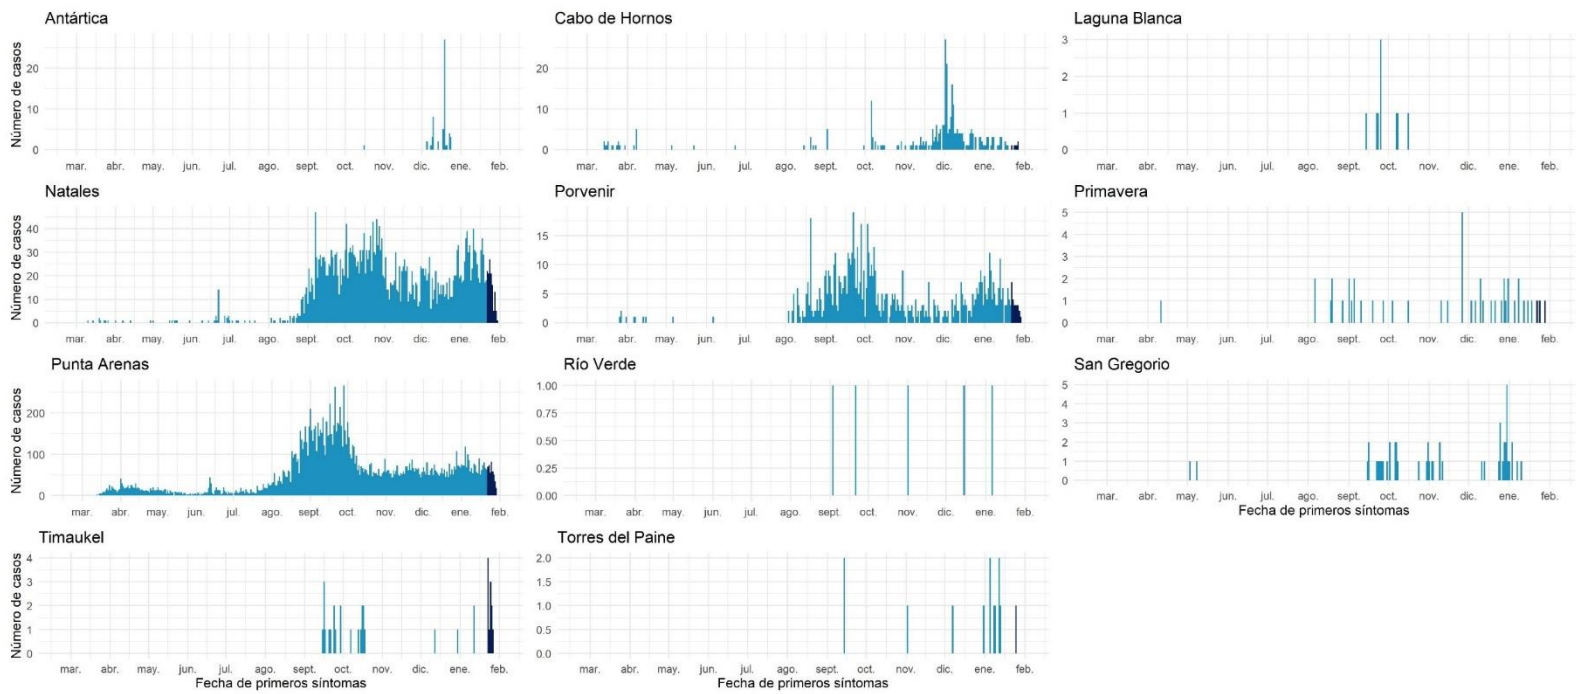 Antártica
Número de casos
20
10
0
mar. abr. may. jun. jul. ago. sept. oct. nov. dic. ene. feb.
Cabo de Hornos
20
10
0
mar. abr. may. jun. jul. ago. sept. oct. nov. dic. ene. feb.
Laguna Blanca
3
2
1
0
mar. abr. may. jun. jul. ago. sept. oct. nov. dic. ene. feb.
Natales
Número de casos
40
30
20
10
0
mar. abr. may. jun. jul. ago. sept. oct. nov. dic. ene. feb.
Porvenir
15
10
5
0
mar. abr. may. jun. jul. ago. sept. oct. nov. dic. ene. feb.
Primavera
5
4
3
2
1
0
mar. abr. may. jun. jul. ago. sept. oct. nov. dic. ene. feb.
Punta Arenas
Número de casos
200
100
0
mar. abr. may. jun. jul. ago. sept. oct. nov. dic. ene. feb.
Río Verde
1.00
0.75
0.50
0.25
0.00
mar. abr. may. jun. jul. ago. sept. oct. nov. dic. ene. feb.
San Gregorio
5
4
3
2
1
0
mar. abr. may. jun. jul. ago. sept. oct. nov. dic. ene. feb.
Fecha de primeros síntomas
Timaukel
Número de casos
4
3
2
1
0
mar. abr. may. jun. jul. ago. sept. oct. nov. dic. ene. feb.
Fecha de primeros síntomas
Torres del Paine
2.0
1.5
1.0
0.5
0.0
mar. abr. may. jun. jul. ago. sept. oct. nov. dic. ene. feb.
Fecha de primeros síntomas